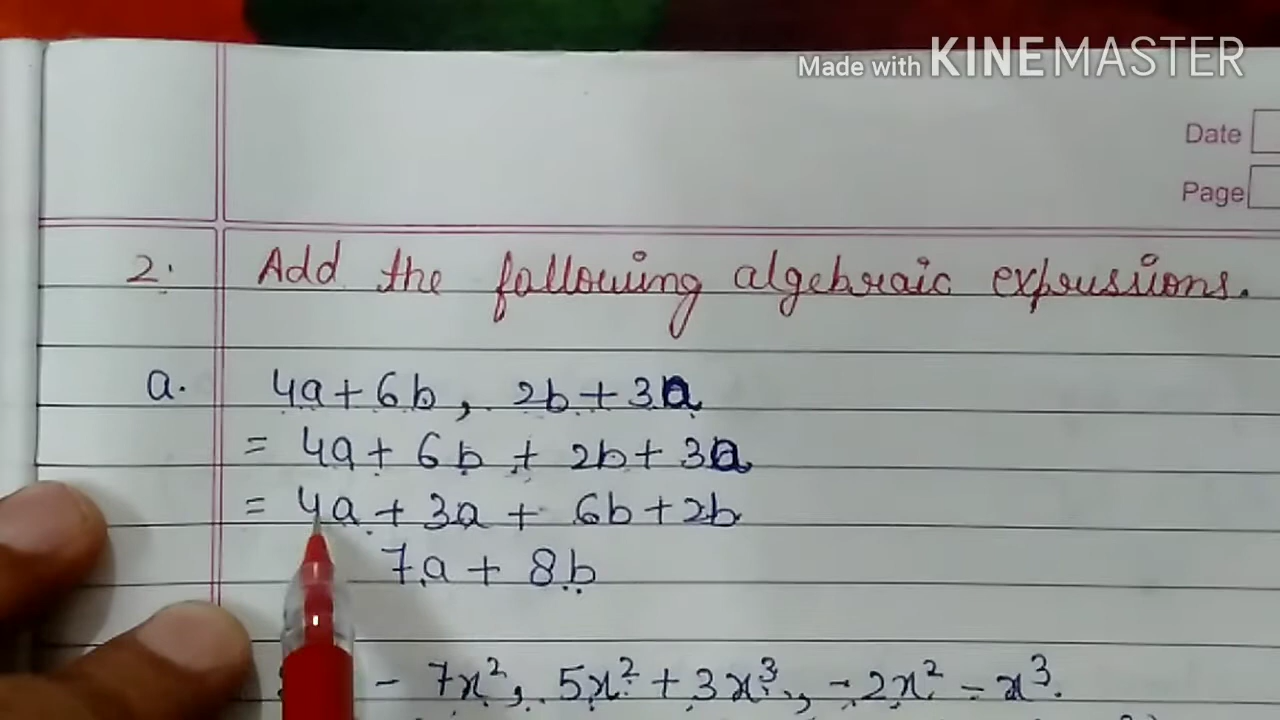 Made with KINEMASTER
Date
Page
2. Add the following algebraic expressions.
a. 4a + 6b, 2b + 3a
= 4a + 6b + 2b + 3a
= 4a + 3a + 6b + 2b
7a + 8b
- 7x², 5x² + 3x³, - 2x² - x³.